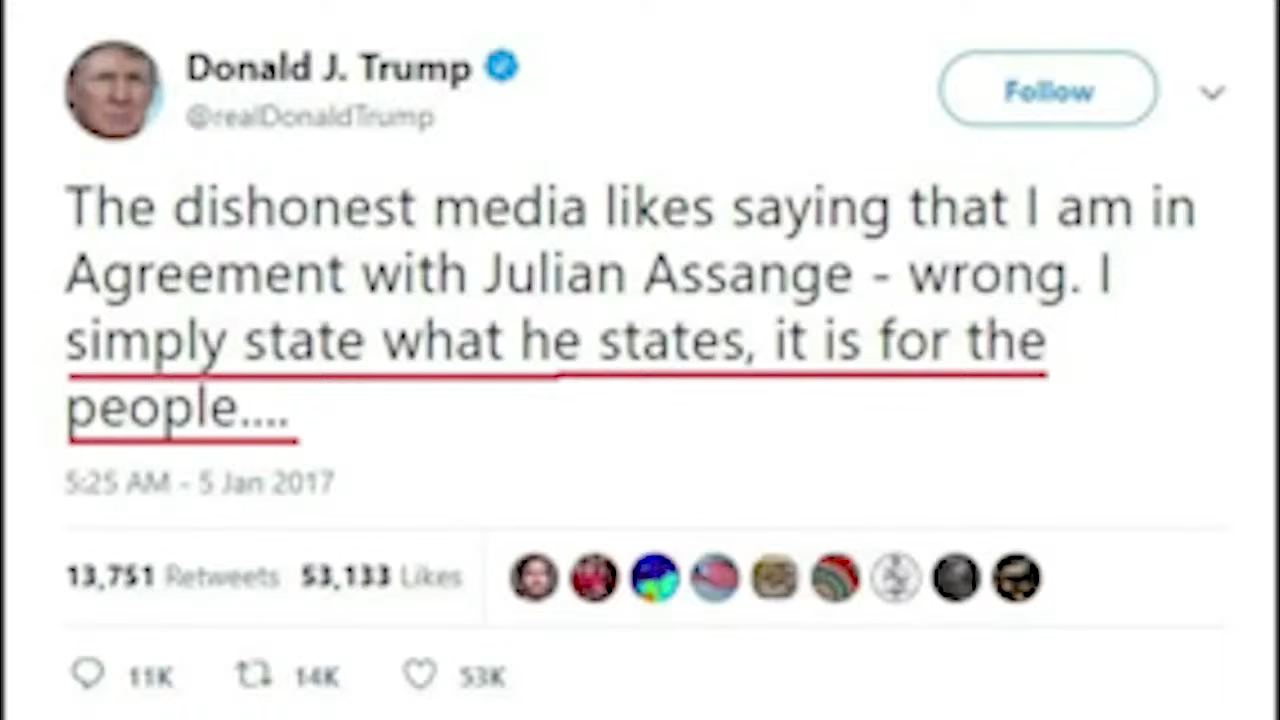 Donald J. Trump
@realDonaldTrump
Follow
The dishonest media likes saying that I am in
Agreement with Julian Assange - wrong. I
simply state what he states, it is for the
people....
5:25 AM - 5 Jan 2017
13,751 Retweets 53,133 Likes
11K 14K 53K